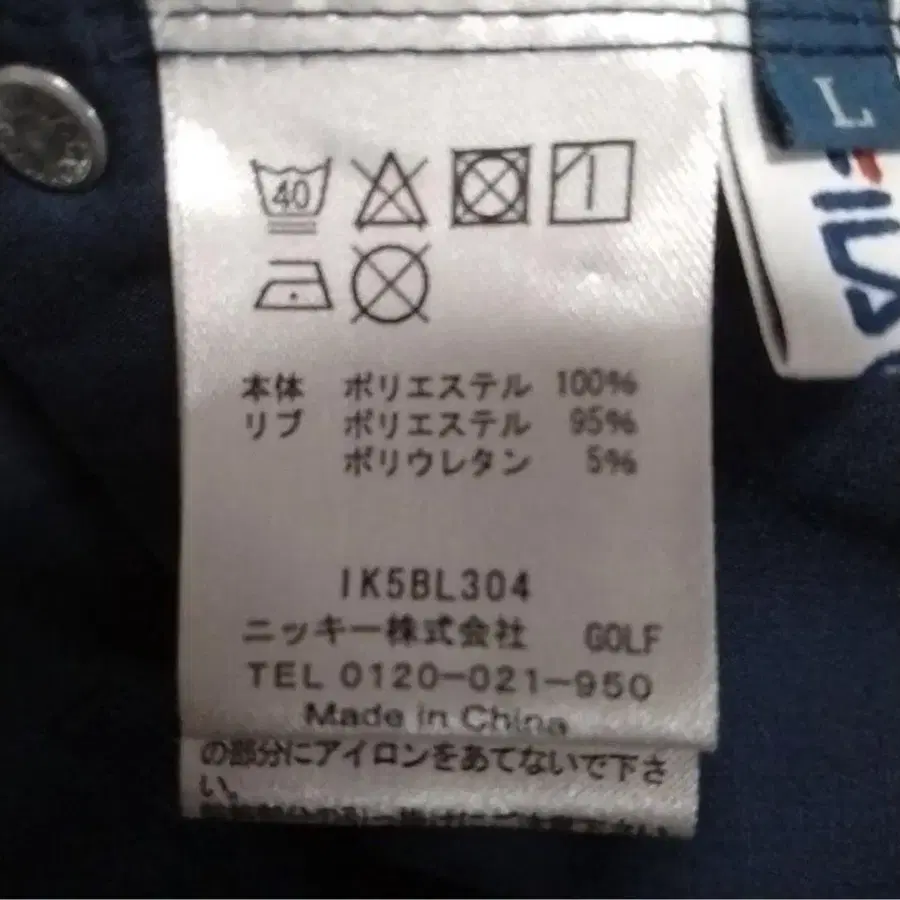 L
FILA
40
本体 ポリエステル 100%
リブ ポリエステル 95%
ポリウレタン 5%
IK5BL304
ニッキー株式会社 GOLF
TEL 0120-021-950
Made in China
の部分にアイロンをあてないで下さ
い。